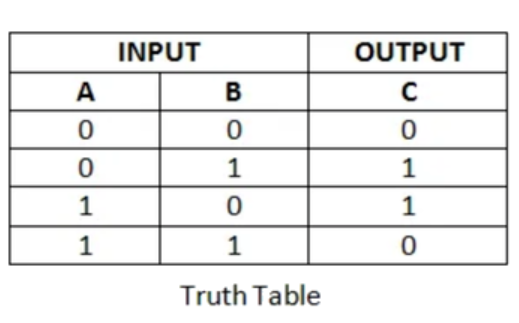 INPUT OUTPUT
A B C
0 0 0
0 1 1
1 0 1
1 1 0
Truth Table